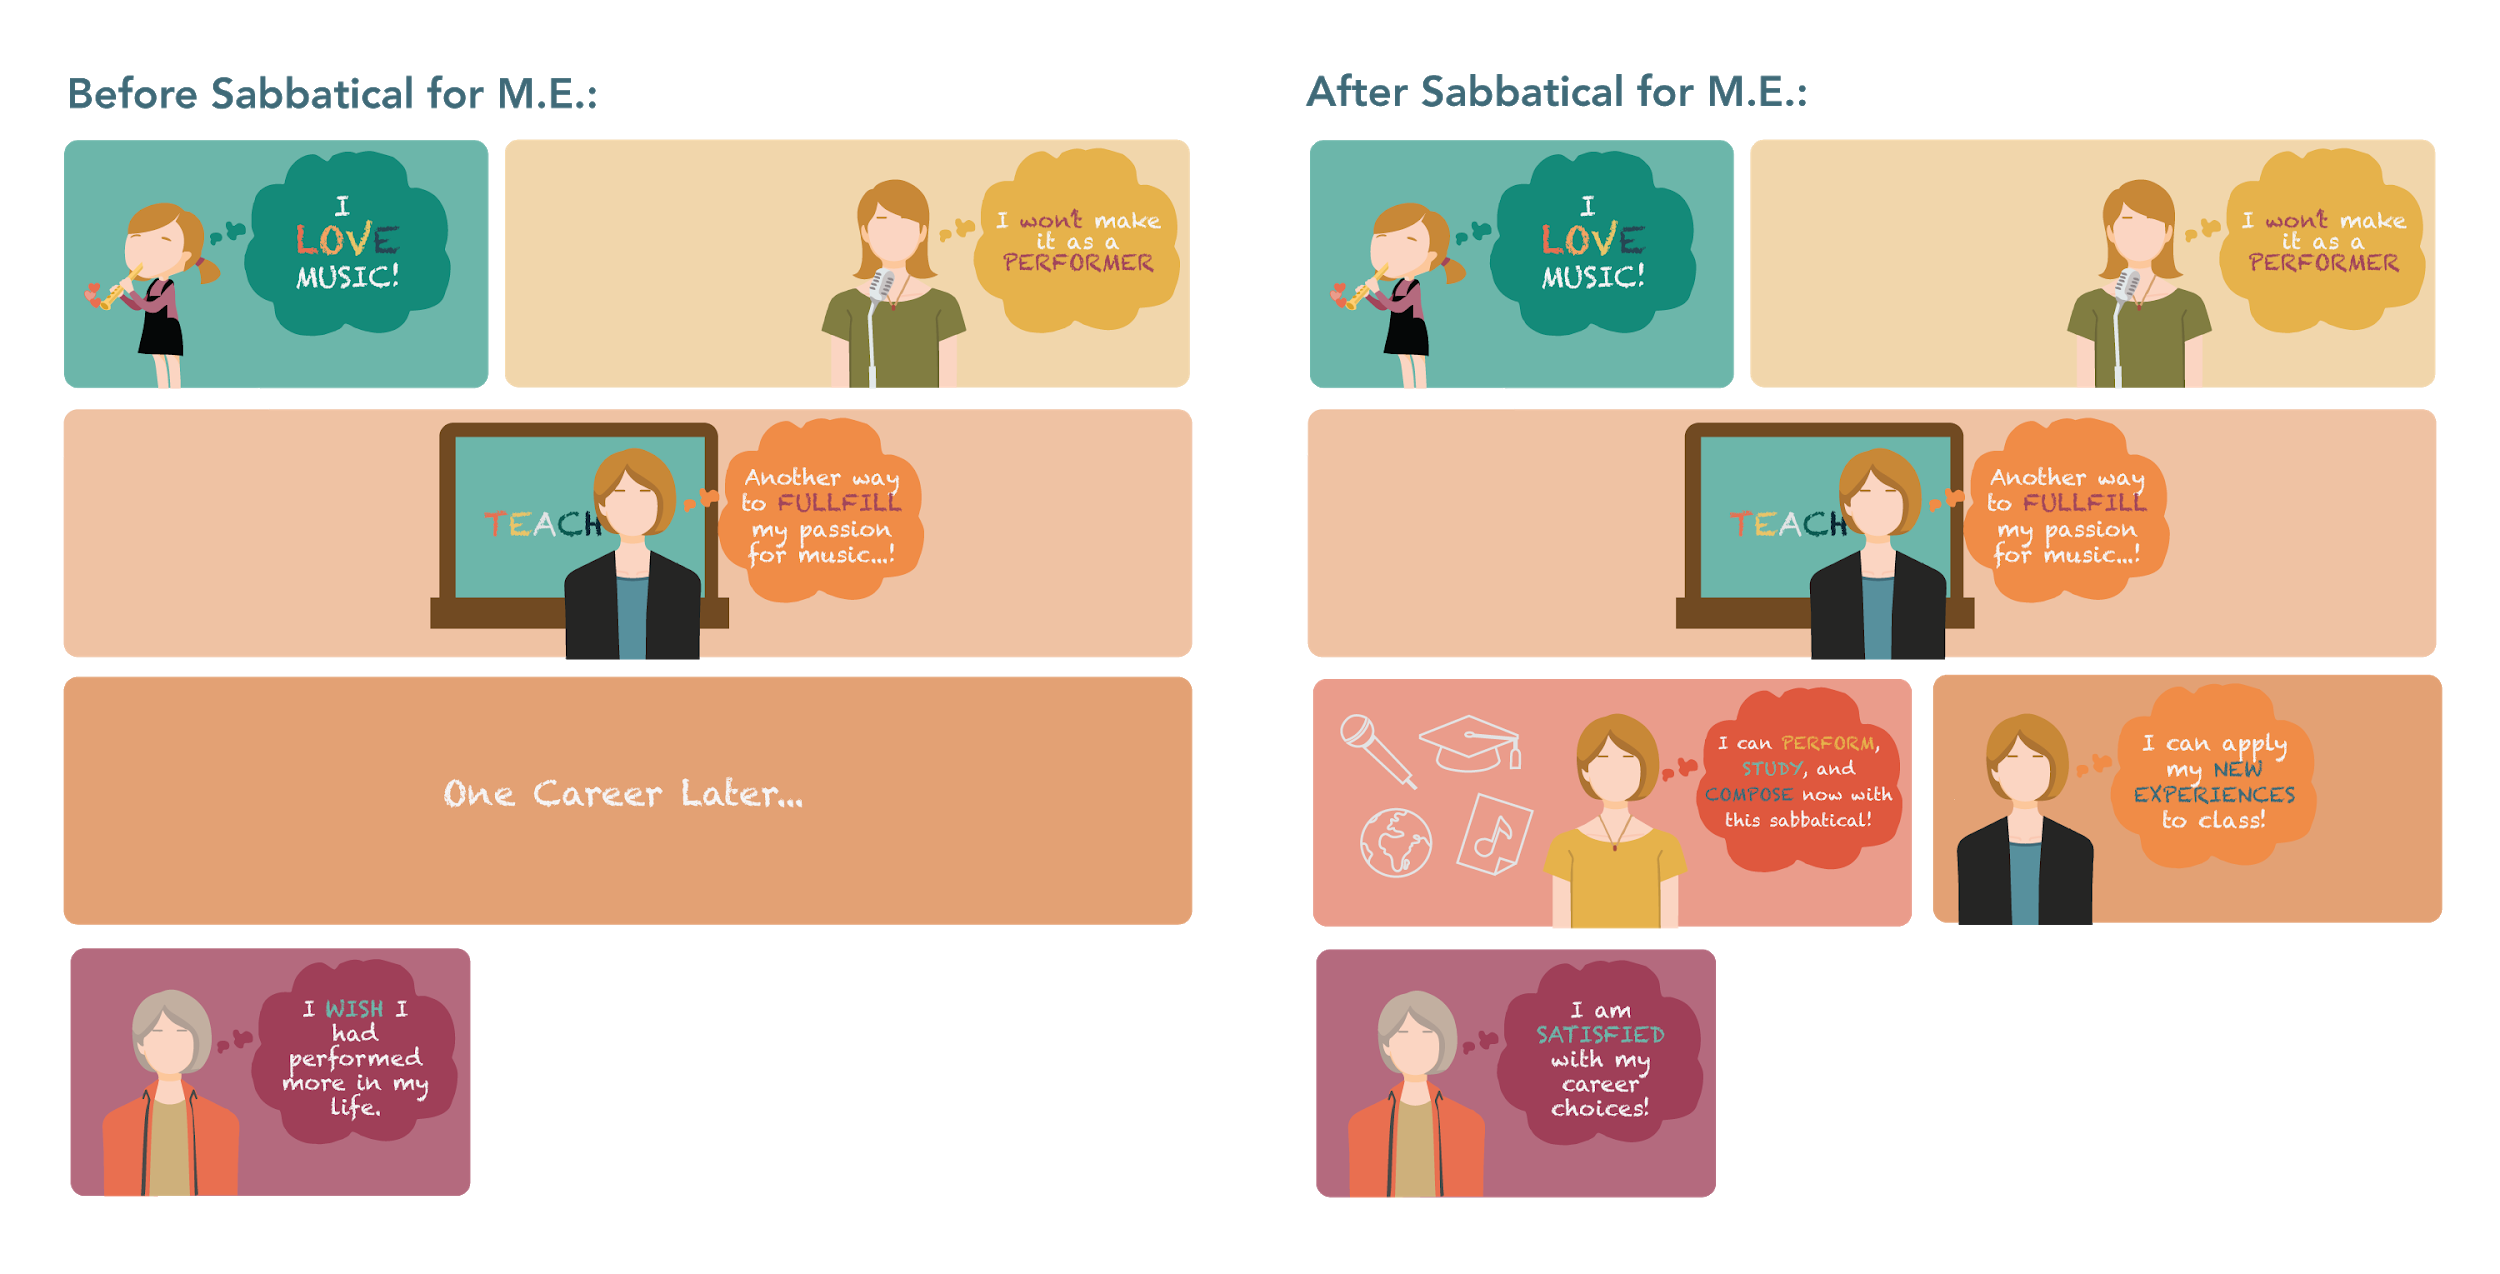 Before Sabbatical for M.E.:
I
LOVE
MUSIC!
I won't make
it as a
PERFORMER
TEACH
Another way
to FULLFILL
my passion
for music...!
One Career Later...
I WISH I
had
performed
more in my
life.
After Sabbatical for M.E.:
I
LOVE
MUSIC!
I won't make
it as a
PERFORMER
TEACH
Another way
to FULLFILL
my passion
for music...!
I can PERFORM,
STUDY, and
COMPOSE now with
this sabbatical!
I can apply
my NEW
EXPERIENCES
to class!
I am
SATISFIED
with my
career
choices!